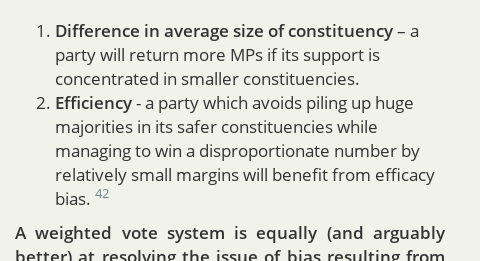 1. Difference in average size of constituency – a
party will return more MPs if its support is
concentrated in smaller constituencies.
2. Efficiency - a party which avoids piling up huge
majorities in its safer constituencies while
managing to win a disproportionate number by
relatively small margins will benefit from efficacy
bias. 42
A weighted vote system is equally (and arguably
better) at resolving the issue of bias resulting from